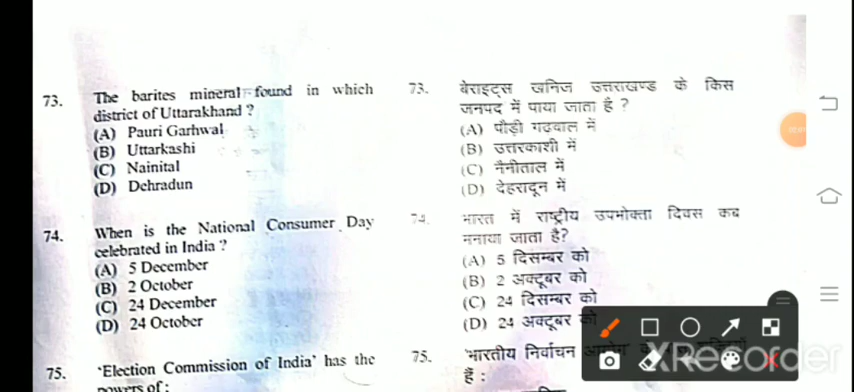 73. The barites mineral found in which
district of Uttarakhand ?
(A) Pauri Garhwal
(B) Uttarkashi
(C) Nainital
(D) Dehradun
74. When is the National Consumer Day
celebrated in India ?
(A) 5 December
(B) 2 October
(C) 24 December
(D) 24 October
75. 'Election Commission of India' has the
powers of :
73. बेराइट्स खनिज उत्तराखण्ड के किस
जनपद में पाया जाता है ?
(A) पौड़ी गढ़वाल में
(B) उत्तरकाशी में
(C) नैनीताल में
(D) देहरादून में
74. भारत में राष्ट्रीय उपभोक्ता दिवस कब
मनाया जाता है?
(A) 5 दिसम्बर को
(B) 2 अक्टूबर को
(C) 24 दिसम्बर को
(D) 24 अक्टूबर को
75. 'भारतीय निर्वाचन
हैं :
XRecorder